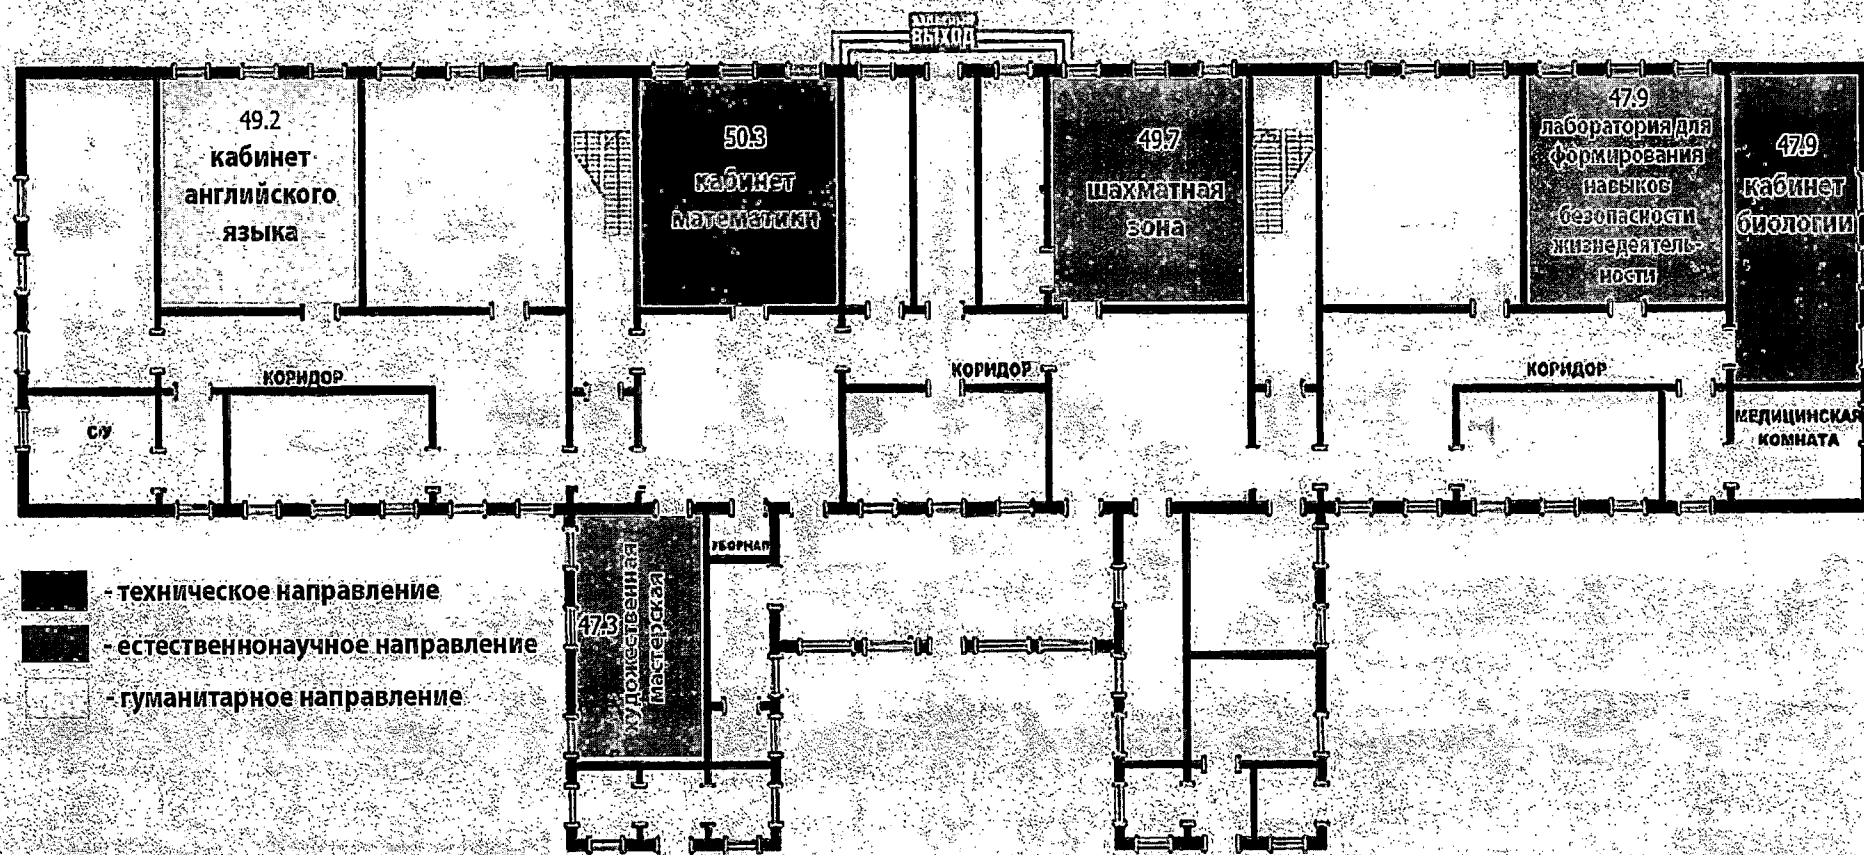 ВЫХОД
49.2
кабинет
английского
языка
50.3
кабинет
математики
49.7
шахматная
зона
47.9
лаборатория для
формирования
навыков
безопасности
жизнедеятель-
ности
47.9
кабинет
биологии
КОРИДОР
КОРИДОР
КОРИДОР
С/У
МЕДИЦИНСКАЯ
КОМНАТА
УБОРНАЯ
47.3
художественная
мастерская
- техническое направление
- естественнонаучное направление
- гуманитарное направление